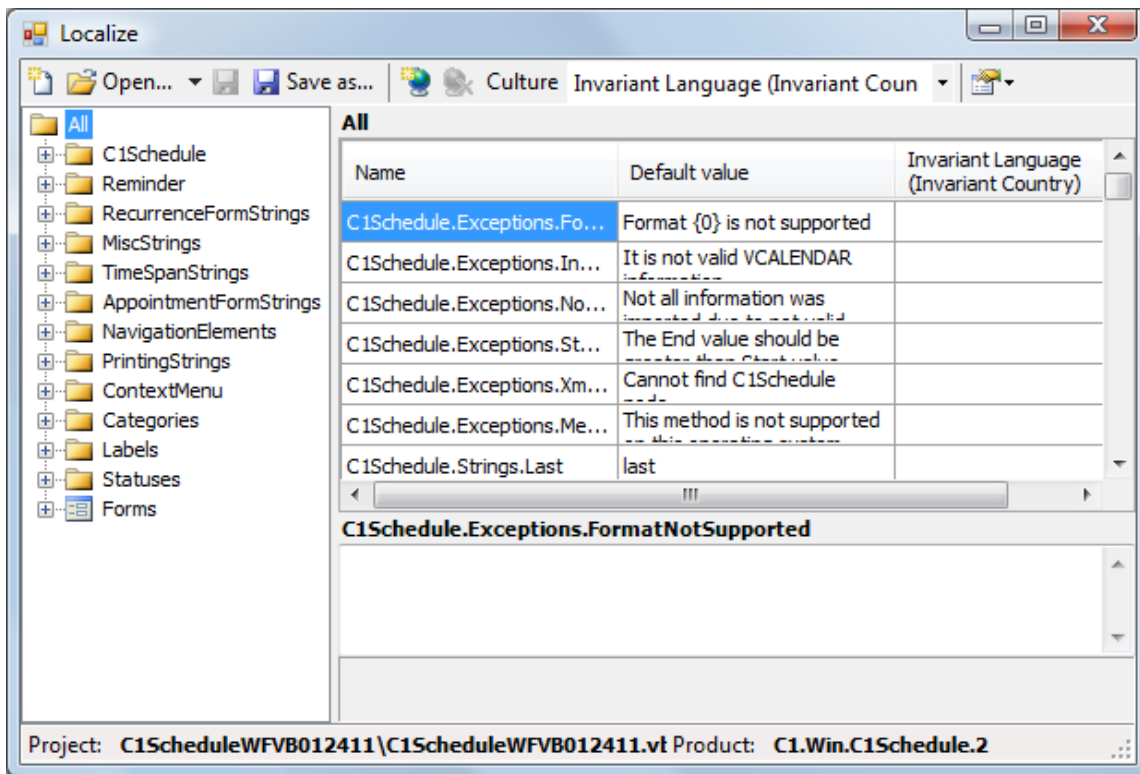 Localize
Open... Save as... Culture Invariant Language (Invariant Coun
All
C1Schedule
Reminder
RecurrenceFormStrings
MiscStrings
TimeSpanStrings
AppointmentFormStrings
NavigationElements
PrintingStrings
ContextMenu
Categories
Labels
Statuses
Forms
All
Name Default value Invariant Language
(Invariant Country)
C1Schedule.Exceptions.Fo... Format {0} is not supported
C1Schedule.Exceptions.In... It is not valid VCALENDAR
C1Schedule.Exceptions.No... Not all information was
C1Schedule.Exceptions.St... The End value should be
C1Schedule.Exceptions.Xm... Cannot find C1Schedule
C1Schedule.Exceptions.Me... This method is not supported
C1Schedule.Strings.Last last
C1Schedule.Exceptions.FormatNotSupported
Project: C1ScheduleWFVB012411\C1ScheduleWFVB012411.vl Product: C1.Win.C1Schedule.2